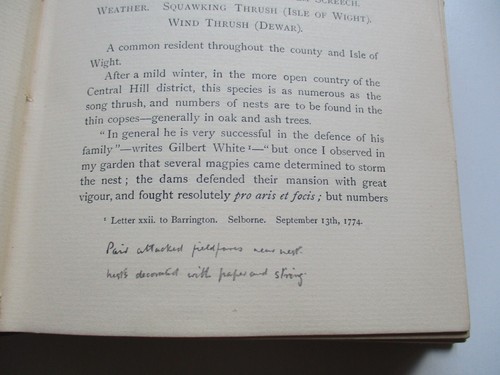 Screech.
Weather. Squawking Thrush (Isle of Wight).
Wind Thrush (Dewar).
A common resident throughout the county and Isle of
Wight.
After a mild winter, in the more open country of the
Central Hill district, this species is as numerous as the
song thrush, and numbers of nests are to be found in the
thin copses—generally in oak and ash trees.
"In general he is very successful in the defence of his
family"—writes Gilbert White¹—"but once I observed in
my garden that several magpies came determined to storm
the nest; the dams defended their mansion with great
vigour, and fought resolutely pro aris et focis; but numbers
¹ Letter xxii. to Barrington. Selborne. September 13th, 1774.
Pair attacked fieldfares near nest.
Nests decorated with paper and string.